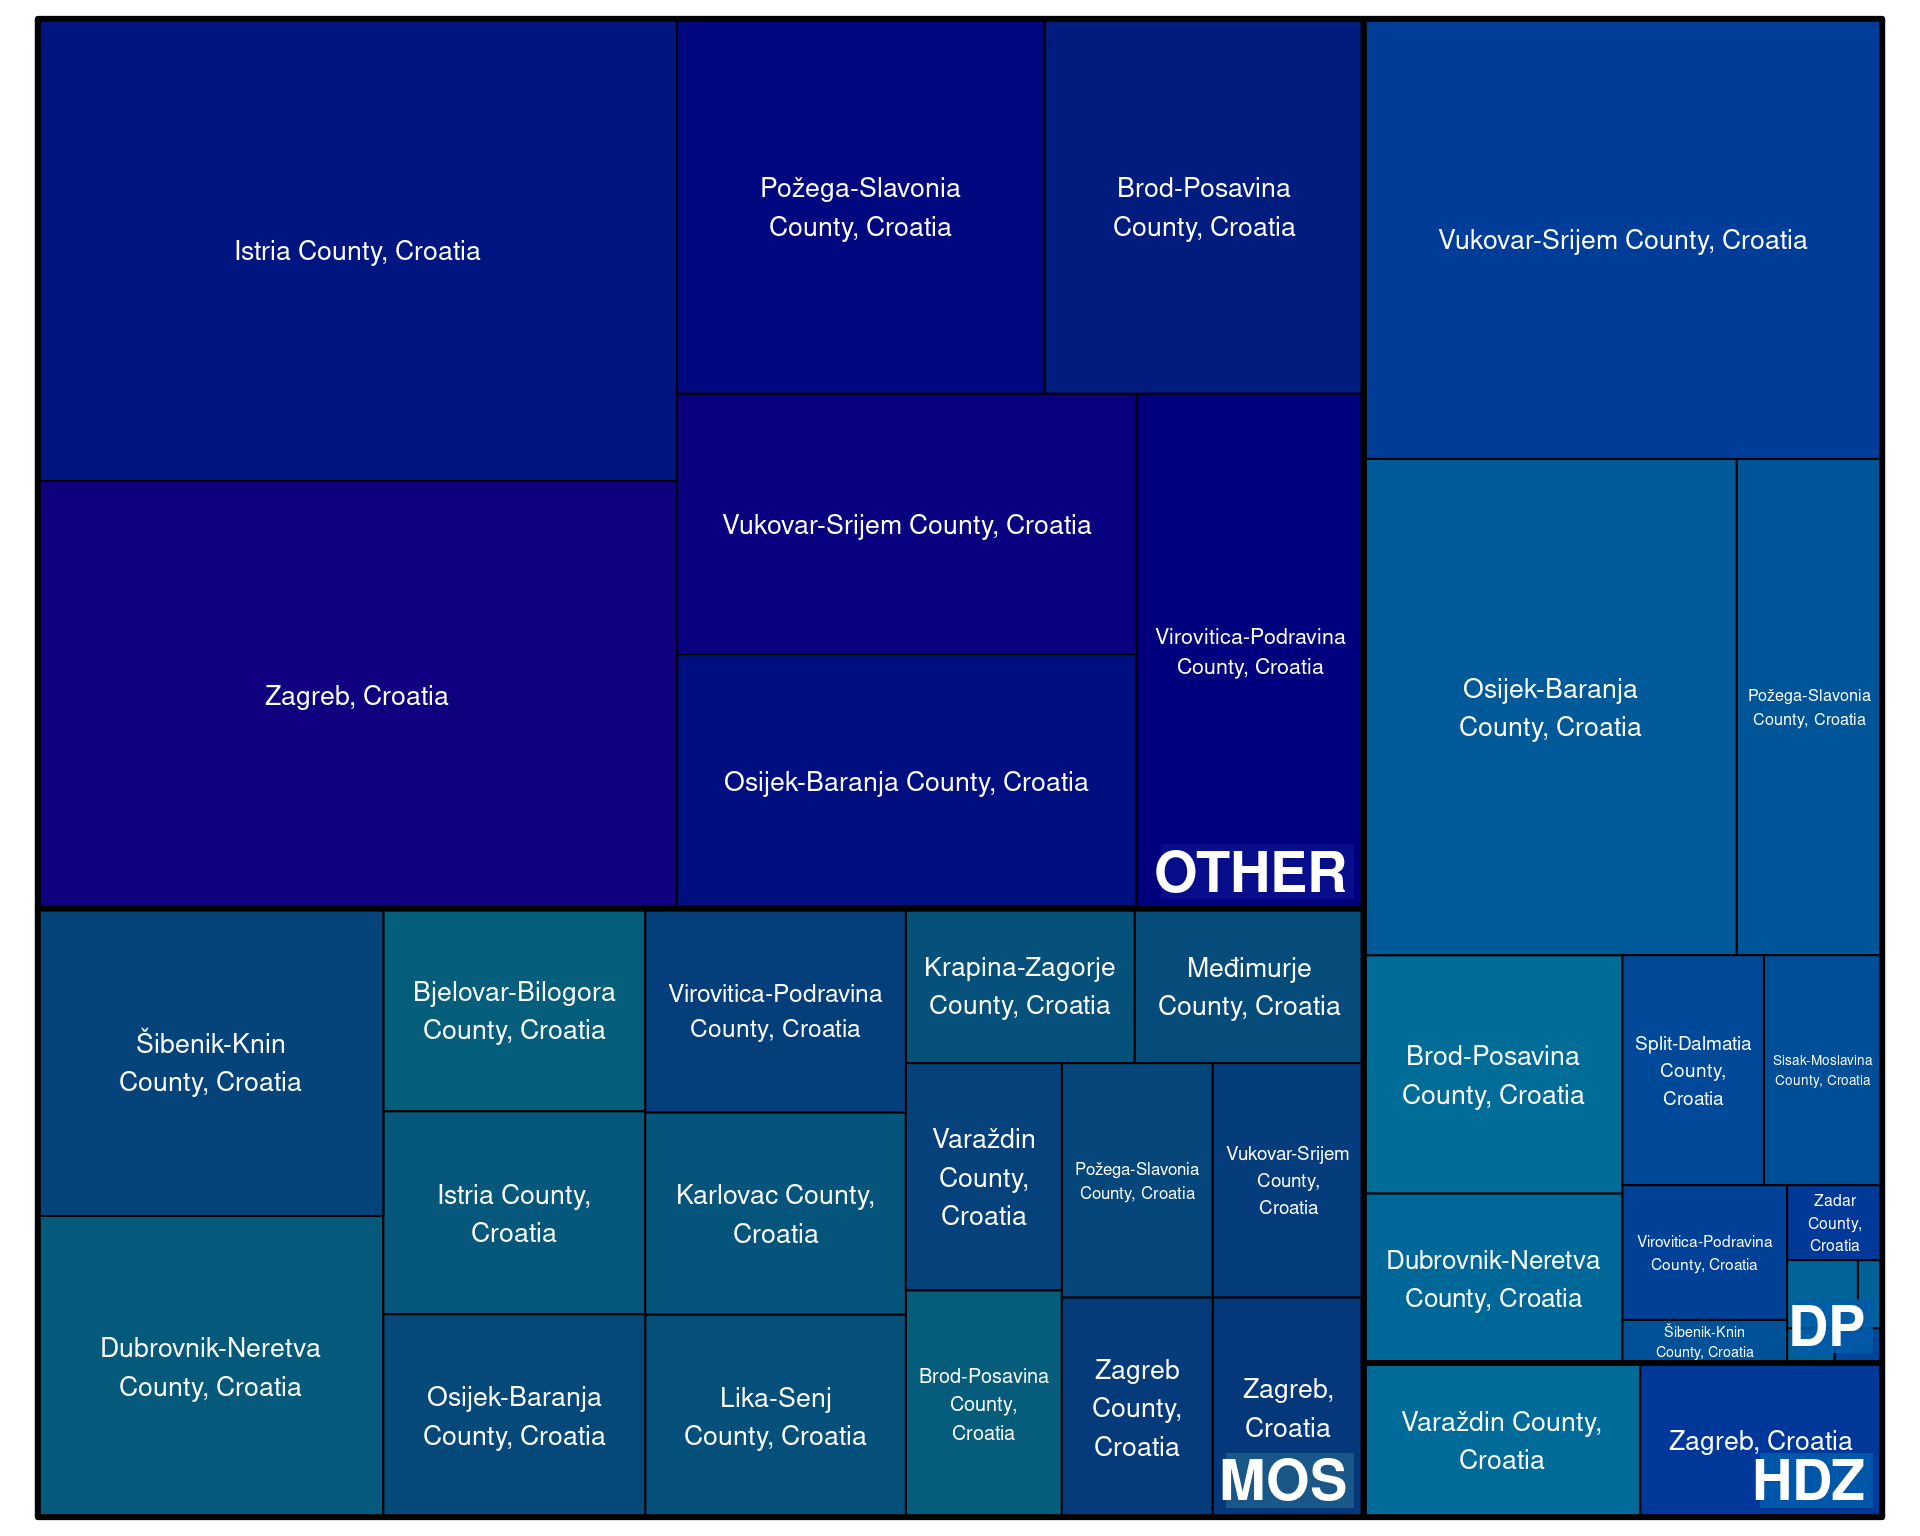 Istria County, Croatia
Požega-Slavonia
County, Croatia
Brod-Posavina
County, Croatia
Zagreb, Croatia
Vukovar-Srijem County, Croatia
Osijek-Baranja County, Croatia
Virovitica-Podravina
County, Croatia
OTHER
Vukovar-Srijem County, Croatia
Osijek-Baranja
County, Croatia
Požega-Slavonia
County, Croatia
Brod-Posavina
County, Croatia
Split-Dalmatia
County,
Croatia
Sisak-Moslavina
County, Croatia
Dubrovnik-Neretva
County, Croatia
Virovitica-Podravina
County, Croatia
Zadar
County,
Croatia
Šibenik-Knin
County, Croatia
DP
Šibenik-Knin
County, Croatia
Dubrovnik-Neretva
County, Croatia
Bjelovar-Bilogora
County, Croatia
Istria County,
Croatia
Osijek-Baranja
County, Croatia
Virovitica-Podravina
County, Croatia
Karlovac County,
Croatia
Lika-Senj
County, Croatia
Krapina-Zagorje
County, Croatia
Međimurje
County, Croatia
Varaždin
County,
Croatia
Požega-Slavonia
County, Croatia
Vukovar-Srijem
County,
Croatia
Brod-Posavina
County,
Croatia
Zagreb
County,
Croatia
Zagreb,
Croatia
MOS
Varaždin County,
Croatia
Zagreb, Croatia
HDZ